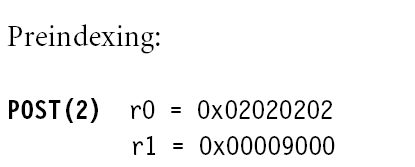 Preindexing:
POST(2) r0 = 0x02020202
r1 = 0x00009000